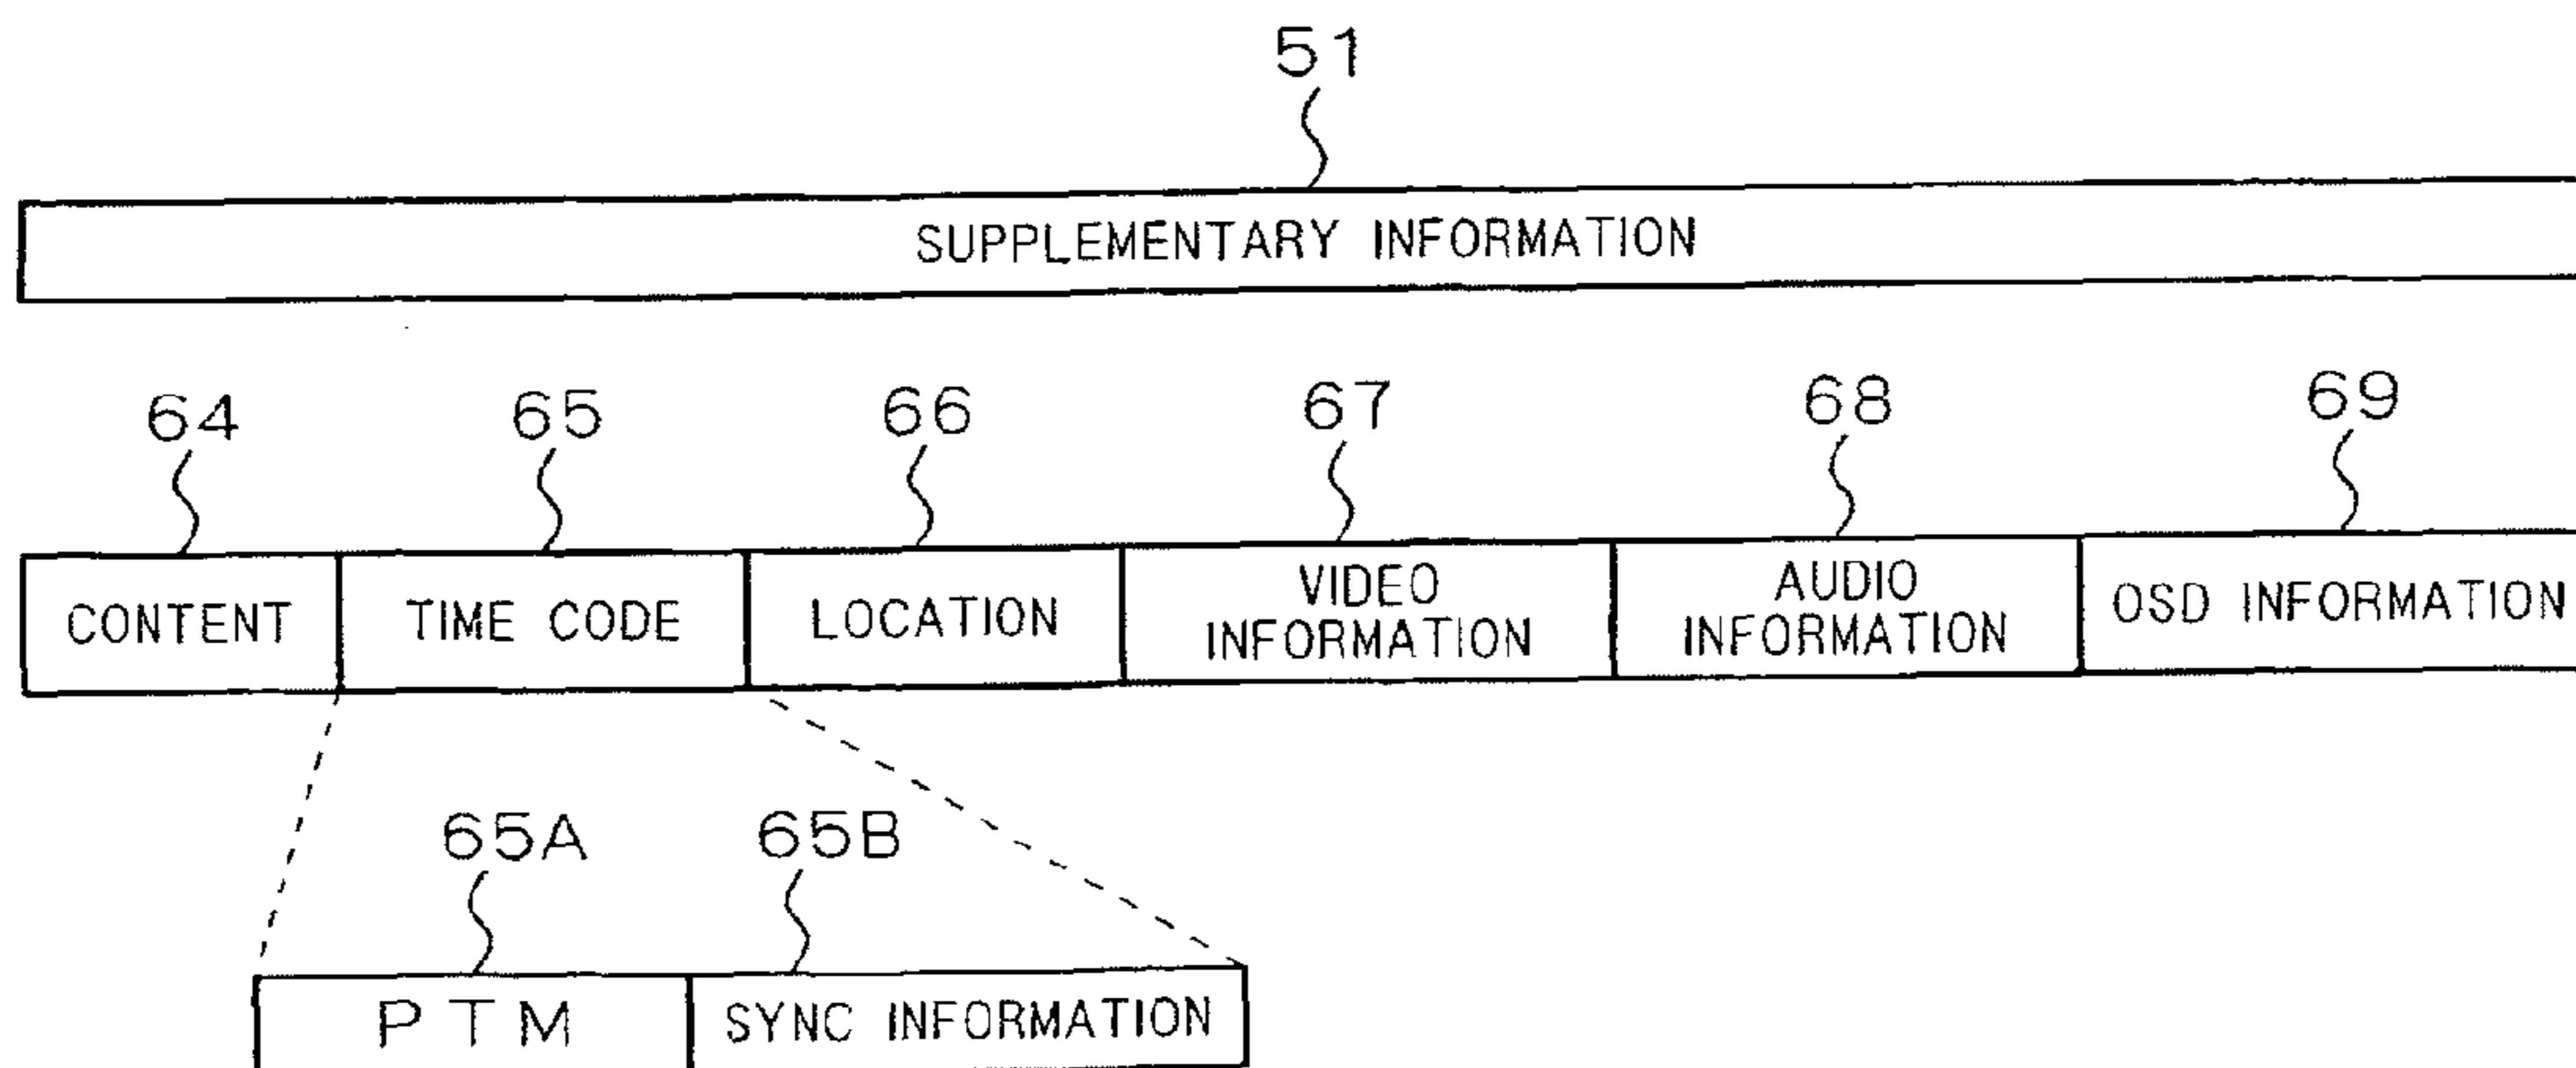 51
SUPPLEMENTARY INFORMATION
64 65 66 67 68 69
CONTENT
TIME CODE
LOCATION
VIDEO
INFORMATION
AUDIO
INFORMATION
OSD INFORMATION
65A 65B
PTM
SYNC INFORMATION